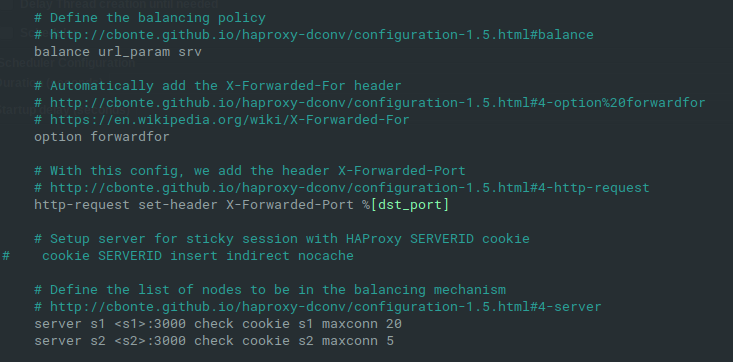 # Define the balancing policy
# http://cbonte.github.io/haproxy-dconv/configuration-1.5.html#balance
balance url_param srv
# Automatically add the X-Forwarded-For header
# http://cbonte.github.io/haproxy-dconv/configuration-1.5.html#4-option%20forwardfor
# https://en.wikipedia.org/wiki/X-Forwarded-For
option forwardfor
# With this config, we add the header X-Forwarded-Port
# http://cbonte.github.io/haproxy-dconv/configuration-1.5.html#4-http-request
http-request set-header X-Forwarded-Port %[dst_port]
# Setup server for sticky session with HAProxy SERVERID cookie
#    cookie SERVERID insert indirect nocache
# Define the list of nodes to be in the balancing mechanism
# http://cbonte.github.io/haproxy-dconv/configuration-1.5.html#4-server
server s1 <s1>:3000 check cookie s1 maxconn 20
server s2 <s2>:3000 check cookie s2 maxconn 5